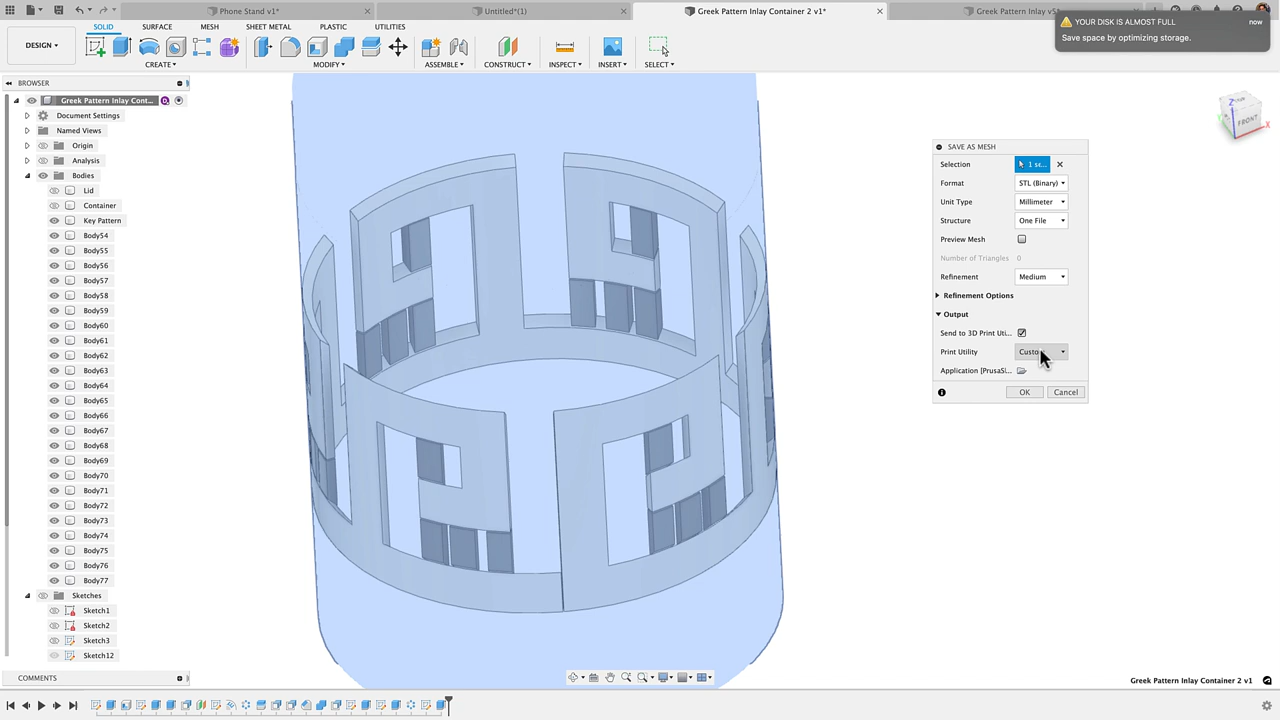 Phone Stand v1*
Untitled*(1)
Greek Pattern Inlay Container 2 v1*
Greek Pattern Inlay v5*
YOUR DISK IS ALMOST FULL
now
Save space by optimizing storage.
SOLID
SURFACE
MESH
SHEET METAL
PLASTIC
UTILITIES
DESIGN
CREATE
MODIFY
ASSEMBLE
CONSTRUCT
INSPECT
INSERT
SELECT
BROWSER
Greek Pattern Inlay Cont...
Document Settings
Named Views
Origin
Analysis
Bodies
Lid
Container
Key Pattern
Body54
Body55
Body56
Body57
Body58
Body59
Body60
Body61
Body62
Body63
Body64
Body65
Body66
Body67
Body68
Body69
Body70
Body71
Body72
Body73
Body74
Body75
Body76
Body77
Sketches
Sketch1
Sketch2
Sketch3
Sketch12
Z
FRONT
X
SAVE AS MESH
Selection
1 se...
Format
STL (Binary)
Unit Type
Millimeter
Structure
One File
Preview Mesh
Number of Triangles
0
Refinement
Medium
Refinement Options
Output
Send to 3D Print Uti...
Print Utility
Custo
Application [PrusaSl...
OK
Cancel
COMMENTS
Greek Pattern Inlay Container 2 v1